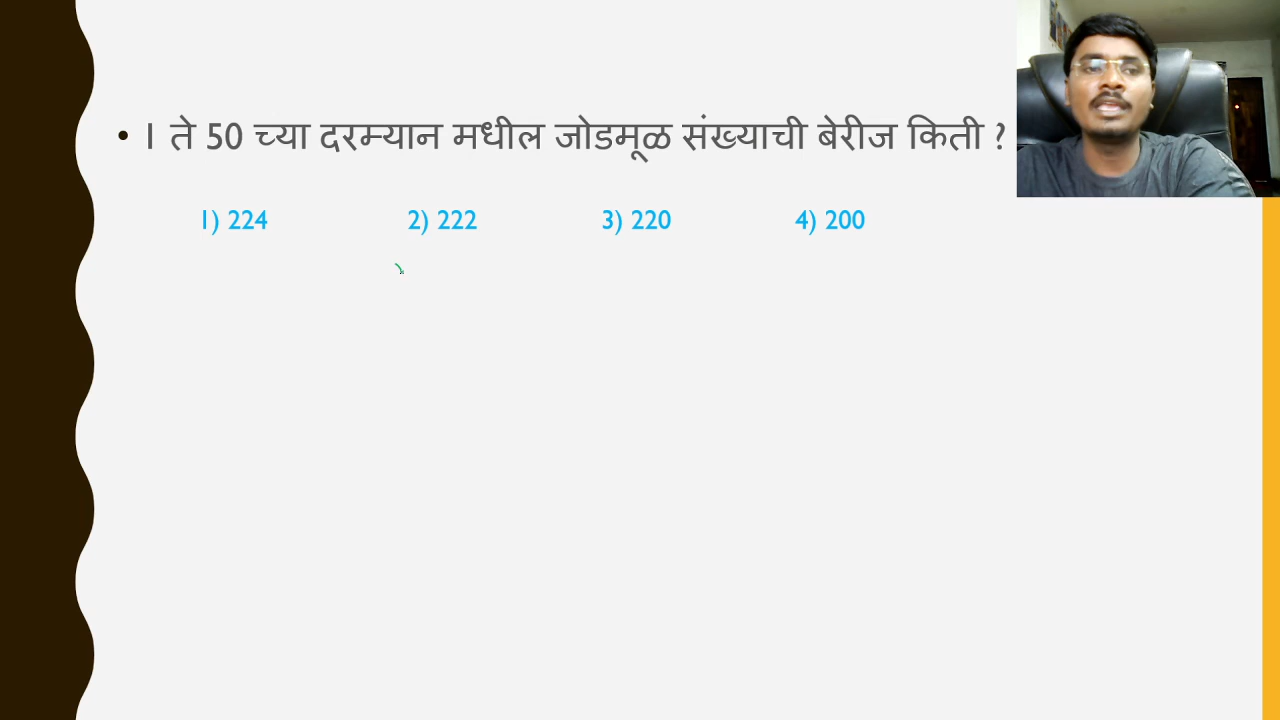 • 1 ते 50 च्या दरम्यान मधील जोडमूळ संख्याची बेरीज किती ?
1) 224 2) 222 3) 220 4) 200